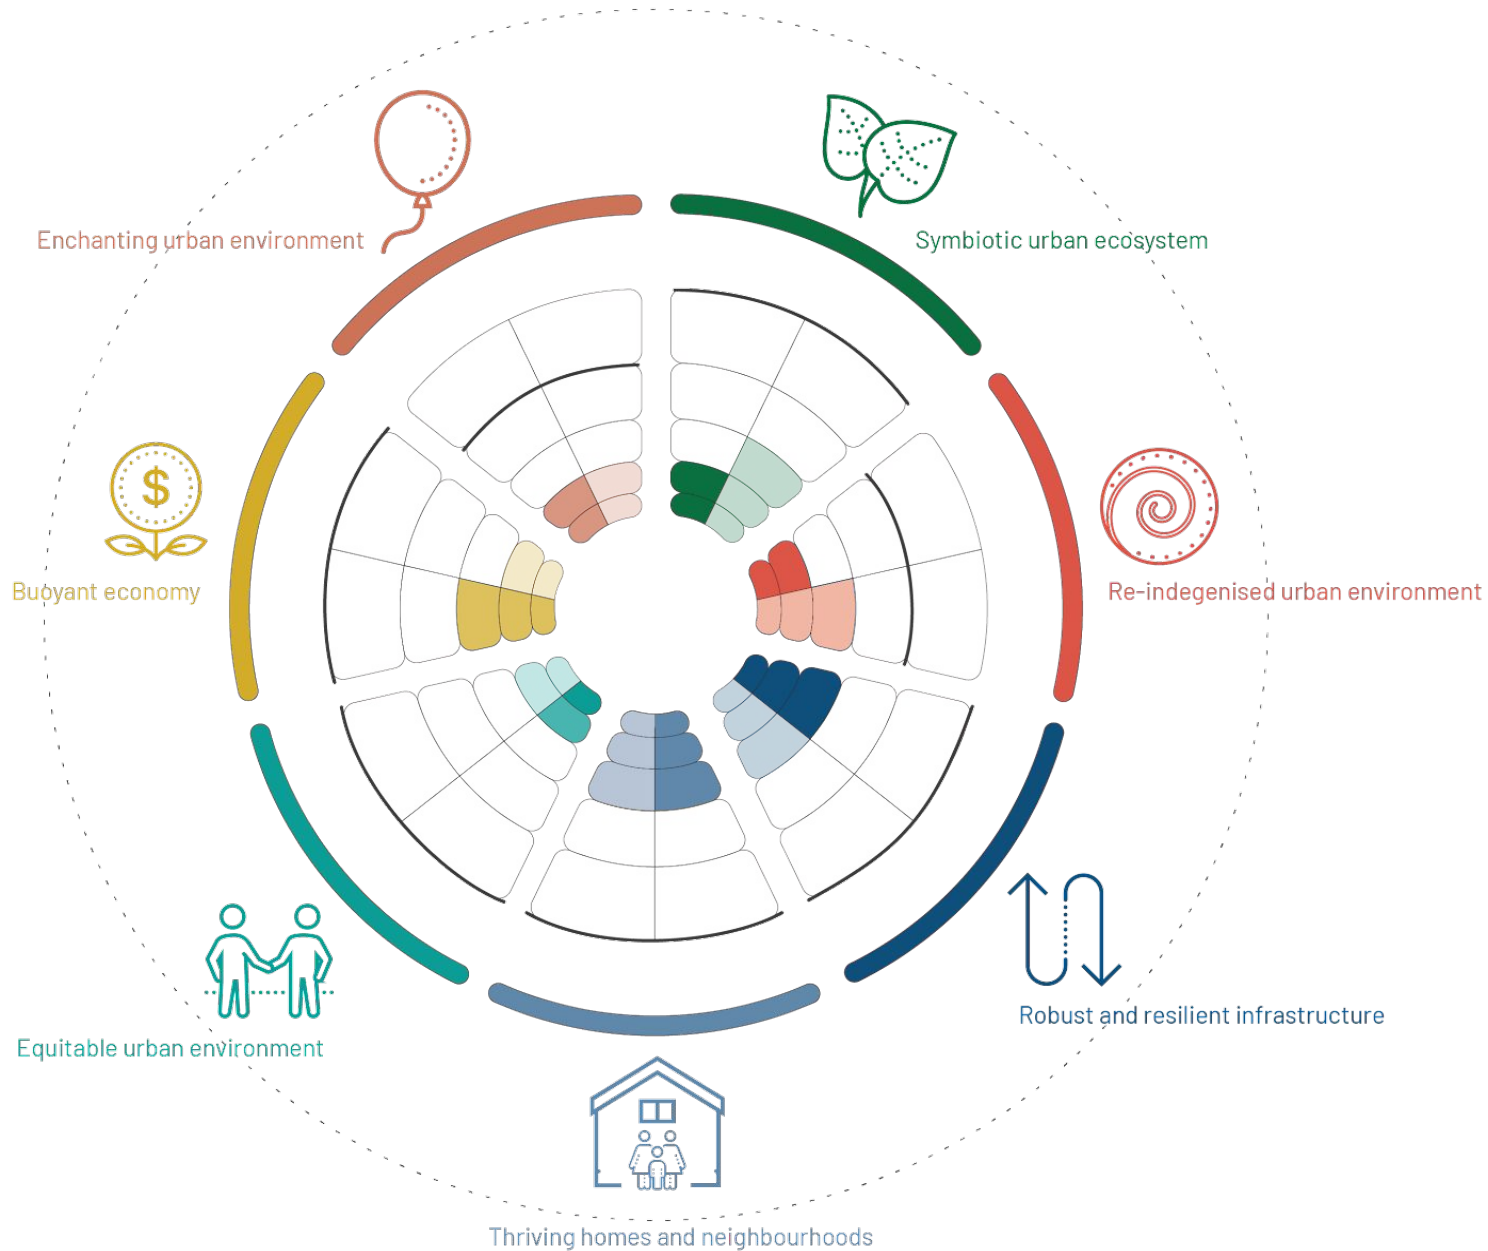 Enchanting urban environment
Symbiotic urban ecosystem
$
Buoyant economy
Re-indegenised urban environment
Robust and resilient infrastructure
Equitable urban environment
Thriving homes and neighbourhoods